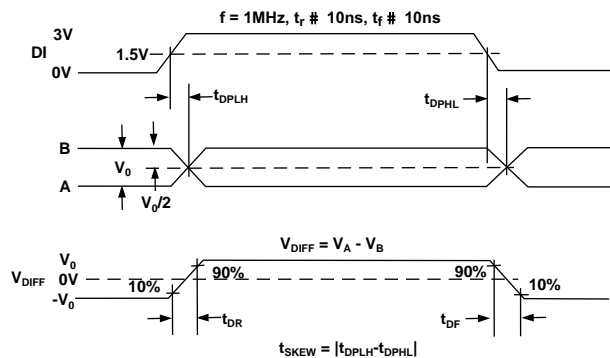 f = 1MHz, tr # 10ns, tf # 10ns
3V
DI
1.5V
0V
tDPLH
tDPHL
B
V0
A
V0/2
VDIFF = VA - VB
V0
VDIFF
0V
-V0
10%
90%
90%
10%
tDR
tDF
tSKEW = |tDPLH-tDPHL|